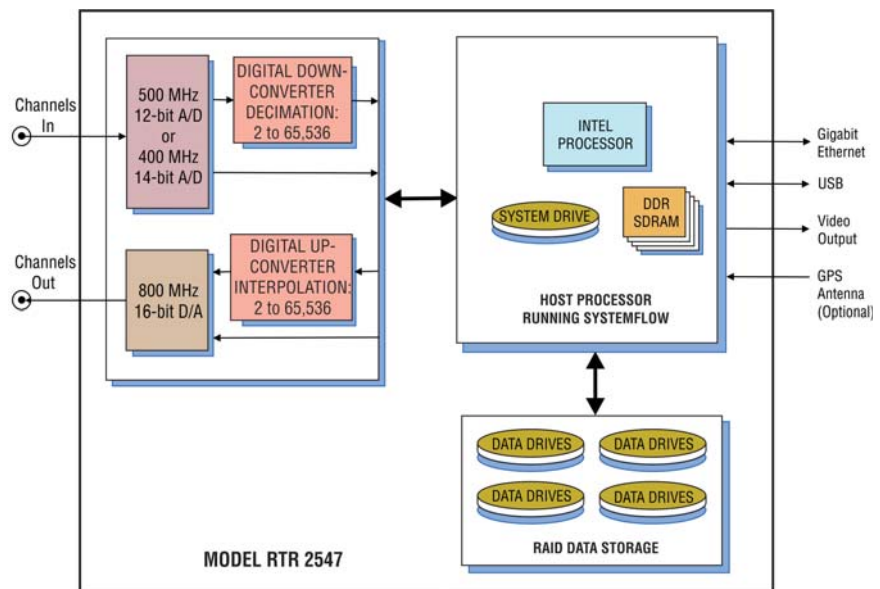 Channels
In
500 MHz
12-bit A/D
or
400 MHz
14-bit A/D
DIGITAL DOWN-
CONVERTER
DECIMATION:
2 to 65,536
Channels
Out
800 MHz
16-bit D/A
DIGITAL UP-
CONVERTER
INTERPOLATION:
2 to 65,536
INTEL
PROCESSOR
SYSTEM DRIVE
DDR
SDRAM
HOST PROCESSOR
RUNNING SYSTEMFLOW
Gigabit
Ethernet
USB
Video
Output
GPS
Antenna
(Optional)
DATA DRIVES
DATA DRIVES
DATA DRIVES
DATA DRIVES
RAID DATA STORAGE
MODEL RTR 2547